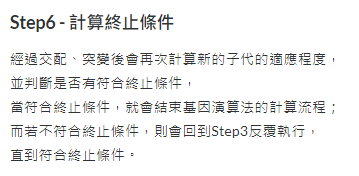 Step6 - 計算終止條件
經過交配、突變後會再次計算新的子代的適應程度，
並判斷是否有符合終止條件，
當符合終止條件，就會結束基因演算法的計算流程；
而若不符合終止條件，則會回到Step3反覆執行，
直到符合終止條件。